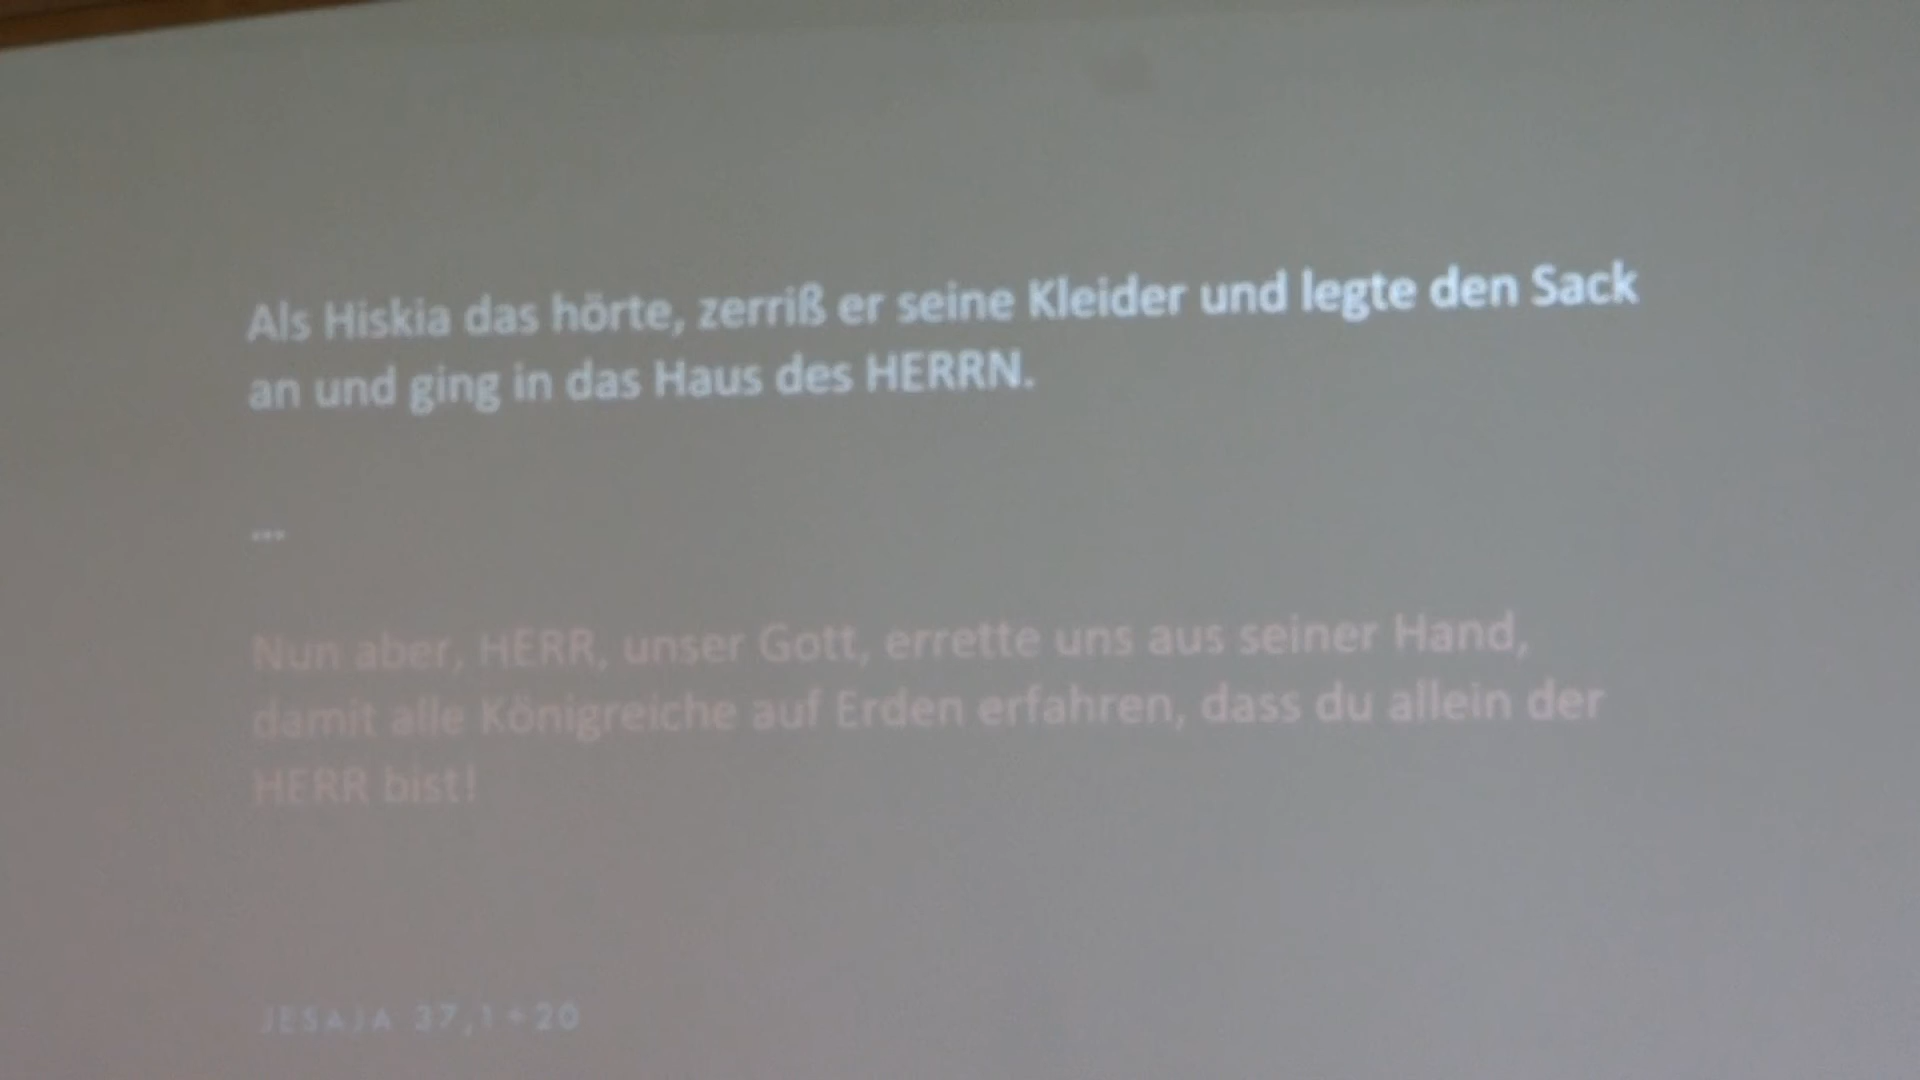 Als Hiskia das hörte, zerriß er seine Kleider und legte den Sack
an und ging in das Haus des HERRN.
...
Nun aber, HERR, unser Gott, errette uns aus seiner Hand,
damit alle Königreiche auf Erden erfahren, dass du allein der
HERR bist!
JESAJA 37,1+20